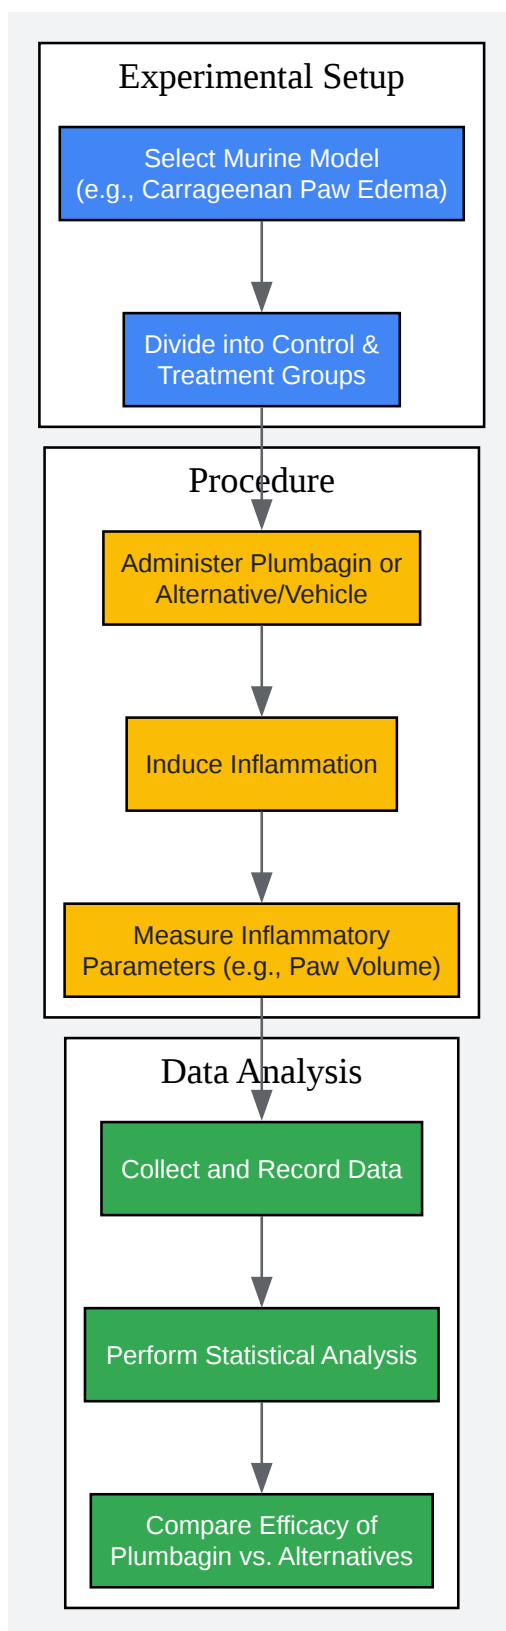 Experimental Setup
Select Murine Model
(e.g., Carrageenan Paw Edema)
Divide into Control &
Treatment Groups
Procedure
Administer Plumbagin or
Alternative/Vehicle
Induce Inflammation
Measure Inflammatory
Parameters (e.g., Paw Volume)
Data Analysis
Collect and Record Data
Perform Statistical Analysis
Compare Efficacy of
Plumbagin vs. Alternatives